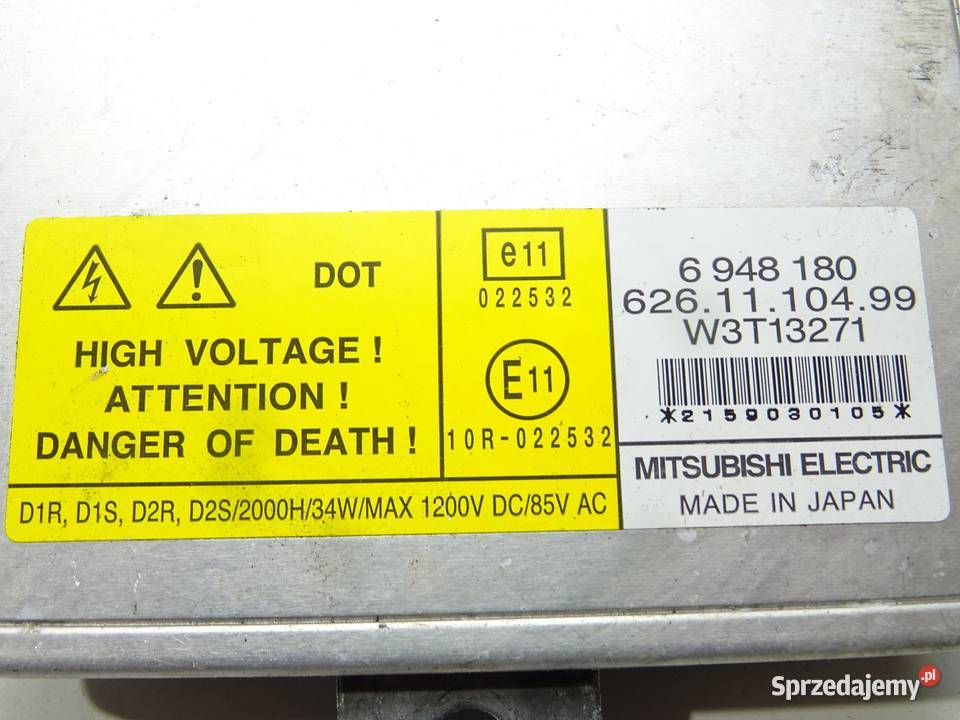 DOT
HIGH VOLTAGE !
ATTENTION !
DANGER OF DEATH !
e11
022532
E11
10R-022532
D1R, D1S, D2R, D2S/2000H/34W/MAX 1200V DC/85V AC
6 948 180
626.11.104.99
W3T13271
*2159030105*
MITSUBISHI ELECTRIC
MADE IN JAPAN
Sprzedajemy.pl